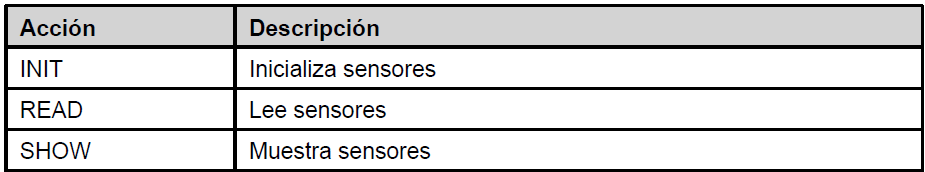 Acción Descripción
INIT Inicializa sensores
READ Lee sensores
SHOW Muestra sensores